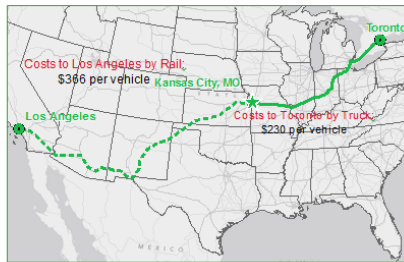 Toronto
Costs to Los Angeles by Rail
$366 per vehicle
Kansas City, MO
Los Angeles
Costs to Toronto by Truck
$230 per vehicle
MEXICO